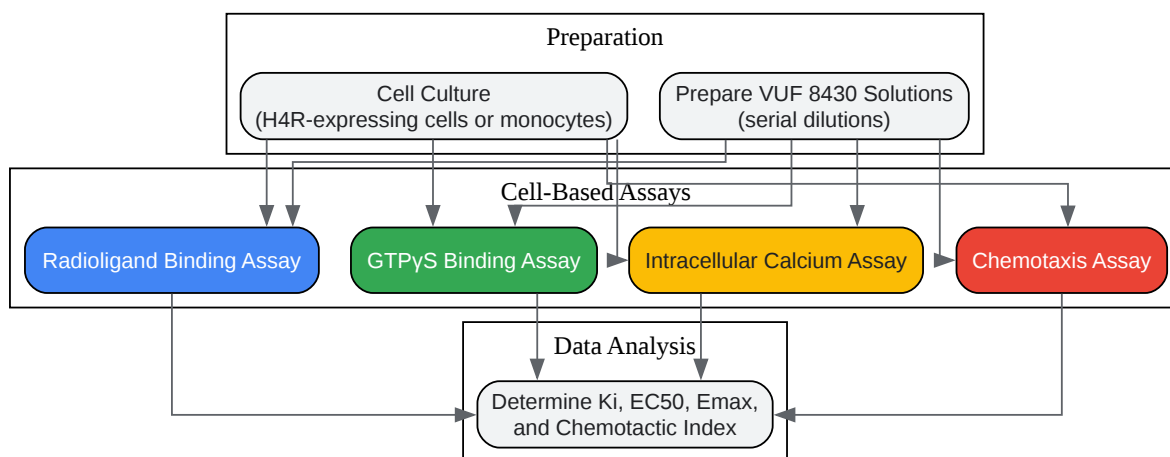 Preparation
Cell Culture
(H4R-expressing cells or monocytes)
Prepare VUF 8430 Solutions
(serial dilutions)
Cell-Based Assays
Radioligand Binding Assay
GTPγS Binding Assay
Intracellular Calcium Assay
Chemotaxis Assay
Data Analysis
Determine Ki, EC50, Emax,
and Chemotactic Index